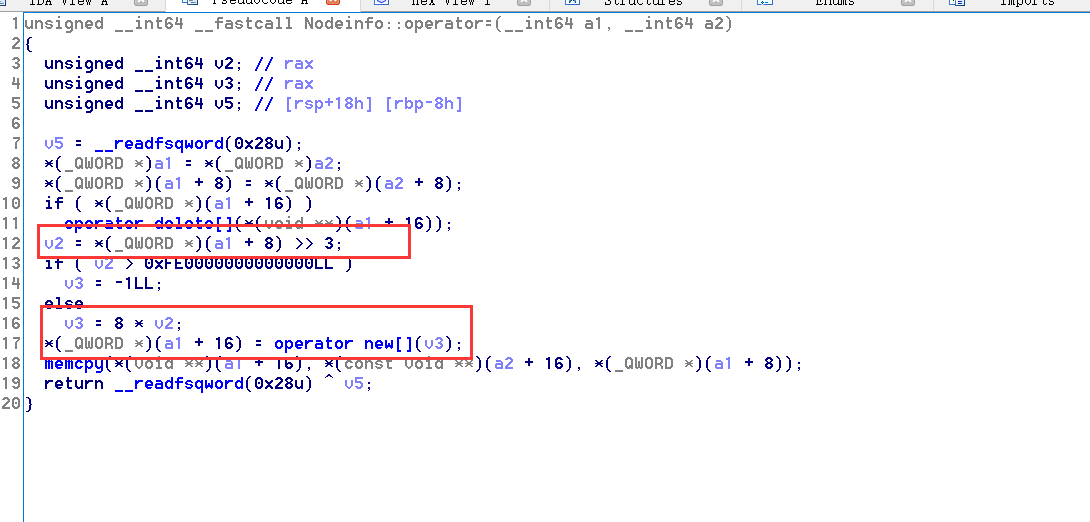 IDA View A Pseudocode A Hex View 1 Structures Enums Imports
1 unsigned __int64 __fastcall Nodeinfo::operator=(__int64 a1, __int64 a2)
2 {
3 unsigned __int64 v2; // rax
4 unsigned __int64 v3; // rax
5 unsigned __int64 v5; // [rsp+18h] [rbp-8h]
6
7 v5 = __readfsqword(0x28u);
8 *(_QWORD *)a1 = *(_QWORD *)a2;
9 *(_QWORD *)(a1 + 8) = *(_QWORD *)(a2 + 8);
10 if ( *(_QWORD *)(a1 + 16) )
11 operator delete[](*(void **)(a1 + 16));
12 v2 = *(_QWORD *)(a1 + 8) >> 3;
13 if ( v2 > 0xFE0000000000000LL )
14 v3 = -1LL;
15 else
16 v3 = 8 * v2;
17 *(_QWORD *)(a1 + 16) = operator new[](v3);
18 memcpy(*(void **)(a1 + 16), *(const void **)(a2 + 16), *(_QWORD *)(a1 + 8));
19 return __readfsqword(0x28u) ^ v5;
20 }